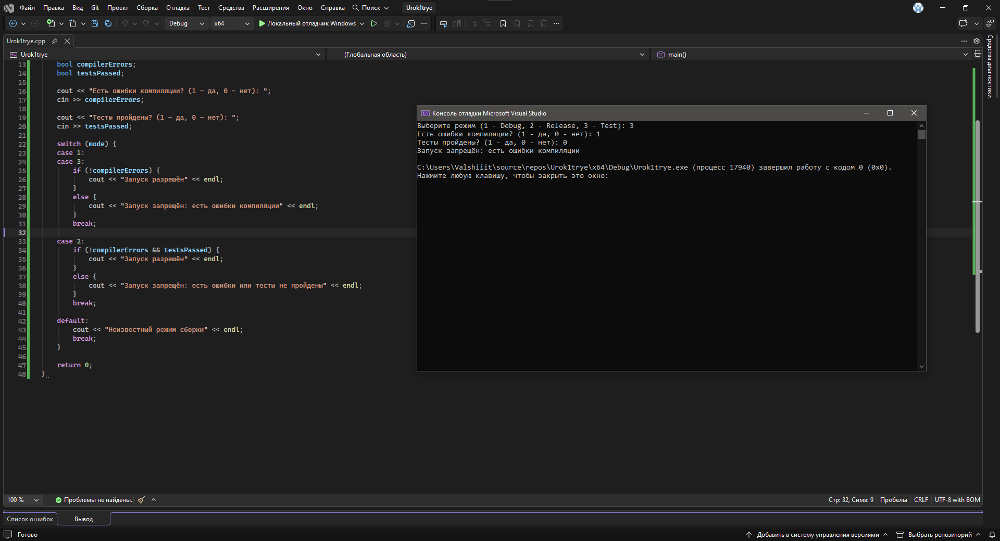 Файл Правка Вид Git Проект Сборка Отладка Тест Средства Расширения Окно Справка Поиск Urok1trye
Debug x64 Локальный отладчик Windows
Urok1trye.cpp
Urok1trye (Глобальная область) main()
Средства диагностики
13 bool compilerErrors;
14 bool testsPassed;
15
16 cout << "Есть ошибки компиляции? (1 - да, 0 - нет): ";
17 cin >> compilerErrors;
18
19 cout << "Тесты пройдены? (1 - да, 0 - нет): ";
20 cin >> testsPassed;
21
22 switch (mode) {
23 case 1:
24 case 3:
25 if (!compilerErrors) {
26 cout << "Запуск разрешён" << endl;
27 }
28 else {
29 cout << "Запуск запрещён: есть ошибки компиляции" << endl;
30 }
31 break;
32
33 case 2:
34 if (!compilerErrors && testsPassed) {
35 cout << "Запуск разрешён" << endl;
36 }
37 else {
38 cout << "Запуск запрещён: есть ошибки или тесты не пройдены" << endl;
39 }
40 break;
41
42 default:
43 cout << "Неизвестный режим сборки" << endl;
44 break;
45 }
46
47 return 0;
48 }
Консоль отладки Microsoft Visual Studio
Выберите режим (1 - Debug, 2 - Release, 3 - Test): 3
Есть ошибки компиляции? (1 - да, 0 - нет): 1
Тесты пройдены? (1 - да, 0 - нет): 0
Запуск запрещён: есть ошибки компиляции
C:\Users\Valshiiit\source\repos\Urok1trye\x64\Debug\Urok1trye.exe (процесс 17940) завершил работу с кодом 0 (0x0).
Нажмите любую клавишу, чтобы закрыть это окно:
100 % Проблемы не найдены. Стр: 32, Симв: 9 Пробелы CRLF UTF-8 with BOM
Список ошибок Вывод
Готово Добавить в систему управления версиями Выбрать репозиторий